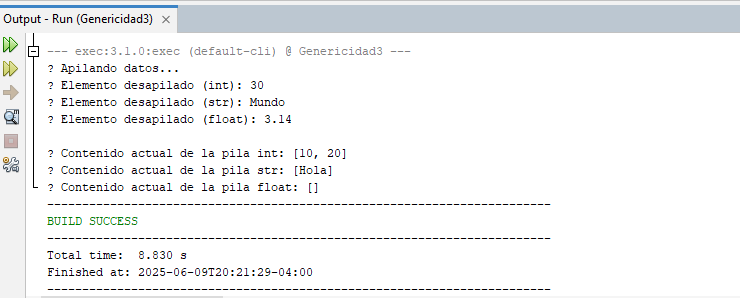 Output - Run (Genericidad3) ×
--- exec:3.1.0:exec (default-cli) @ Genericidad3 ---
? Apilando datos...
? Elemento desapilado (int): 30
? Elemento desapilado (str): Mundo
? Elemento desapilado (float): 3.14
? Contenido actual de la pila int: [10, 20]
? Contenido actual de la pila str: [Hola]
? Contenido actual de la pila float: []
------------------------------------------------------------------------
BUILD SUCCESS
------------------------------------------------------------------------
Total time:  8.830 s
Finished at: 2025-06-09T20:21:29-04:00
------------------------------------------------------------------------